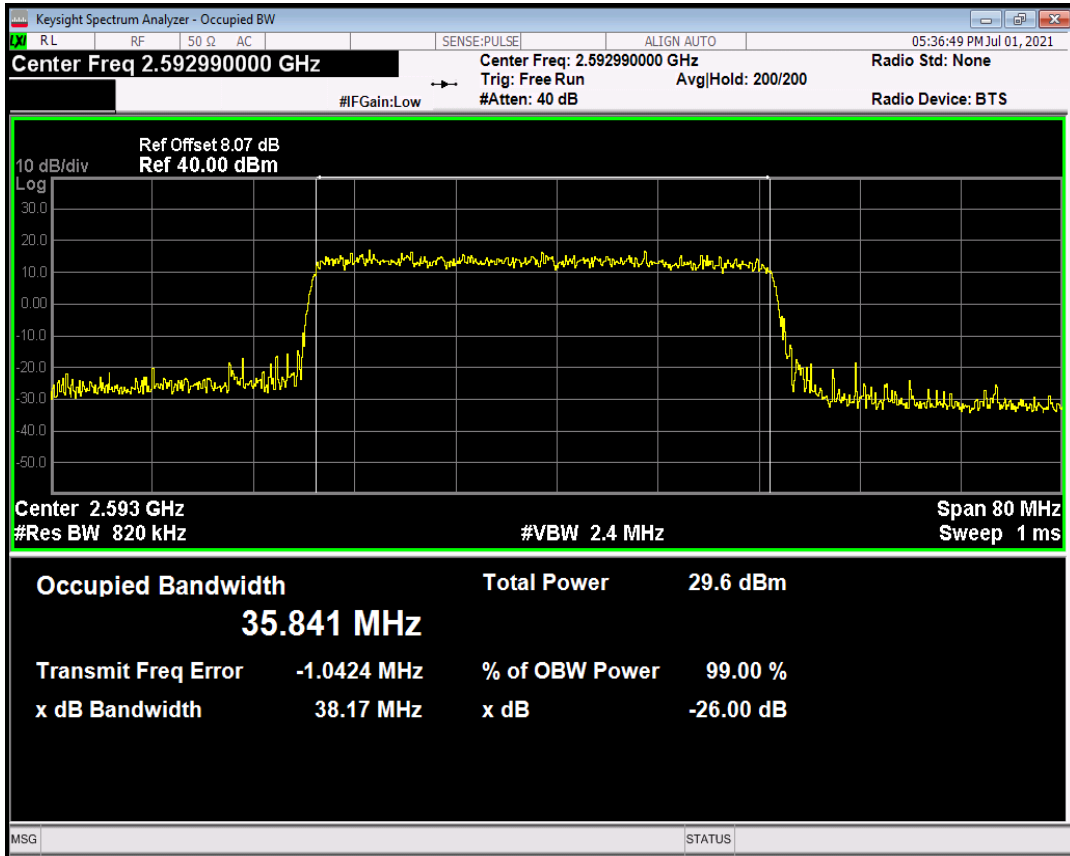 Keysight Spectrum Analyzer - Occupied BW
LXI RL RF 50 Ω AC SENSE:PULSE ALIGN AUTO 05:36:49 PM Jul 01, 2021
Center Freq 2.592990000 GHz
Center Freq: 2.592990000 GHz
Radio Std: None
Trig: Free Run
Avg|Hold: 200/200
#IFGain:Low
#Atten: 40 dB
Radio Device: BTS
Ref Offset 8.07 dB
10 dB/div
Ref 40.00 dBm
Log
30.0
20.0
10.0
0.00
-10.0
-20.0
-30.0
-40.0
-50.0
Center 2.593 GHz
Span 80 MHz
#Res BW 820 kHz
#VBW 2.4 MHz
Sweep 1 ms
Occupied Bandwidth
Total Power 29.6 dBm
35.841 MHz
Transmit Freq Error -1.0424 MHz
% of OBW Power 99.00 %
x dB Bandwidth 38.17 MHz
x dB -26.00 dB
MSG
STATUS